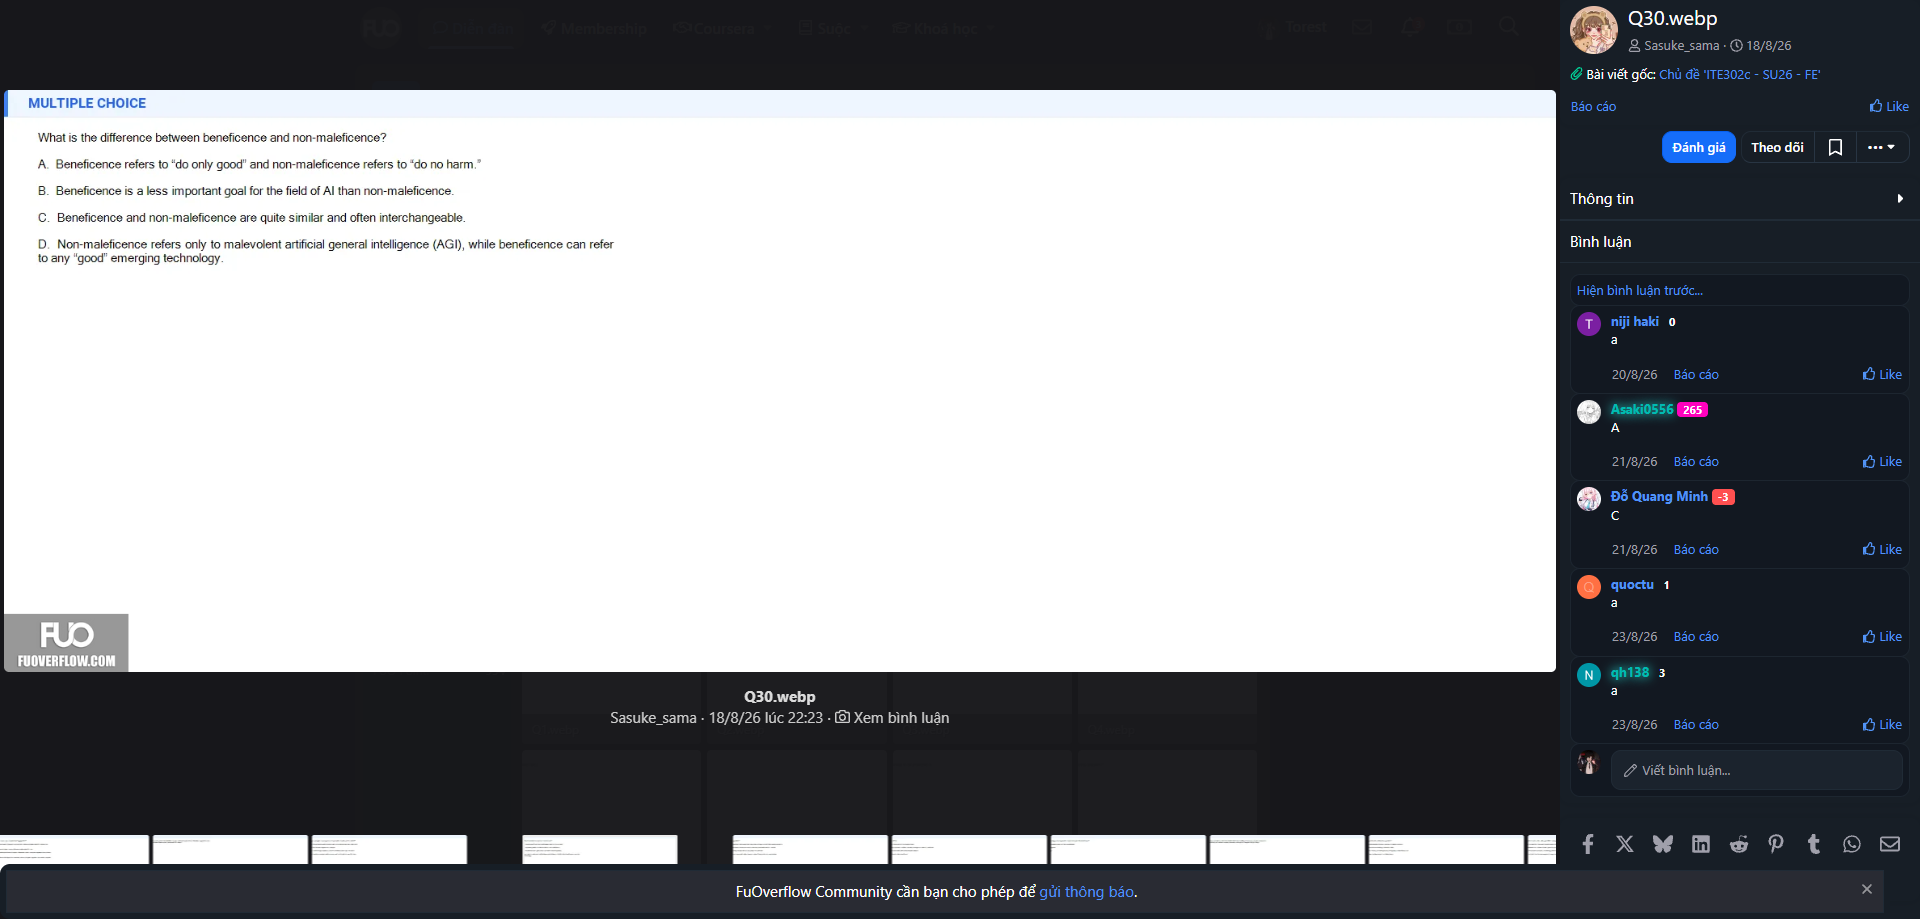 FUO
Membership
Coursera
Khoá học
Torest
MULTIPLE CHOICE
What is the difference between beneficence and non-maleficence?
A. Beneficence refers to “do only good” and non-maleficence refers to “do no harm.”
B. Beneficence is a less important goal for the field of AI than non-maleficence.
C. Beneficence and non-maleficence are quite similar and often interchangeable.
D. Non-maleficence refers only to malevolent artificial general intelligence (AGI), while beneficence can refer
to any “good” emerging technology.
FUO
FUOVERFLOW.COM
Q30.webp
Sasuke_sama · 18/8/26 lúc 22:23 · Xem bình luận
Q30.webp
Sasuke_sama · 18/8/26
Bài viết gốc: Chủ đề 'ITE302c - SU26 - FE'
Báo cáo Like
Đánh giá Theo dõi
Thông tin
Bình luận
Hiện bình luận trước...
T niji haki 0
a
20/8/26 Báo cáo Like
Asaki0556 265
A
21/8/26 Báo cáo Like
Đỗ Quang Minh -3
C
21/8/26 Báo cáo Like
Q quoctu 1
a
23/8/26 Báo cáo Like
N qh138 3
a
23/8/26 Báo cáo Like
Viết bình luận...
FuOverflow Community cần bạn cho phép để gửi thông báo.